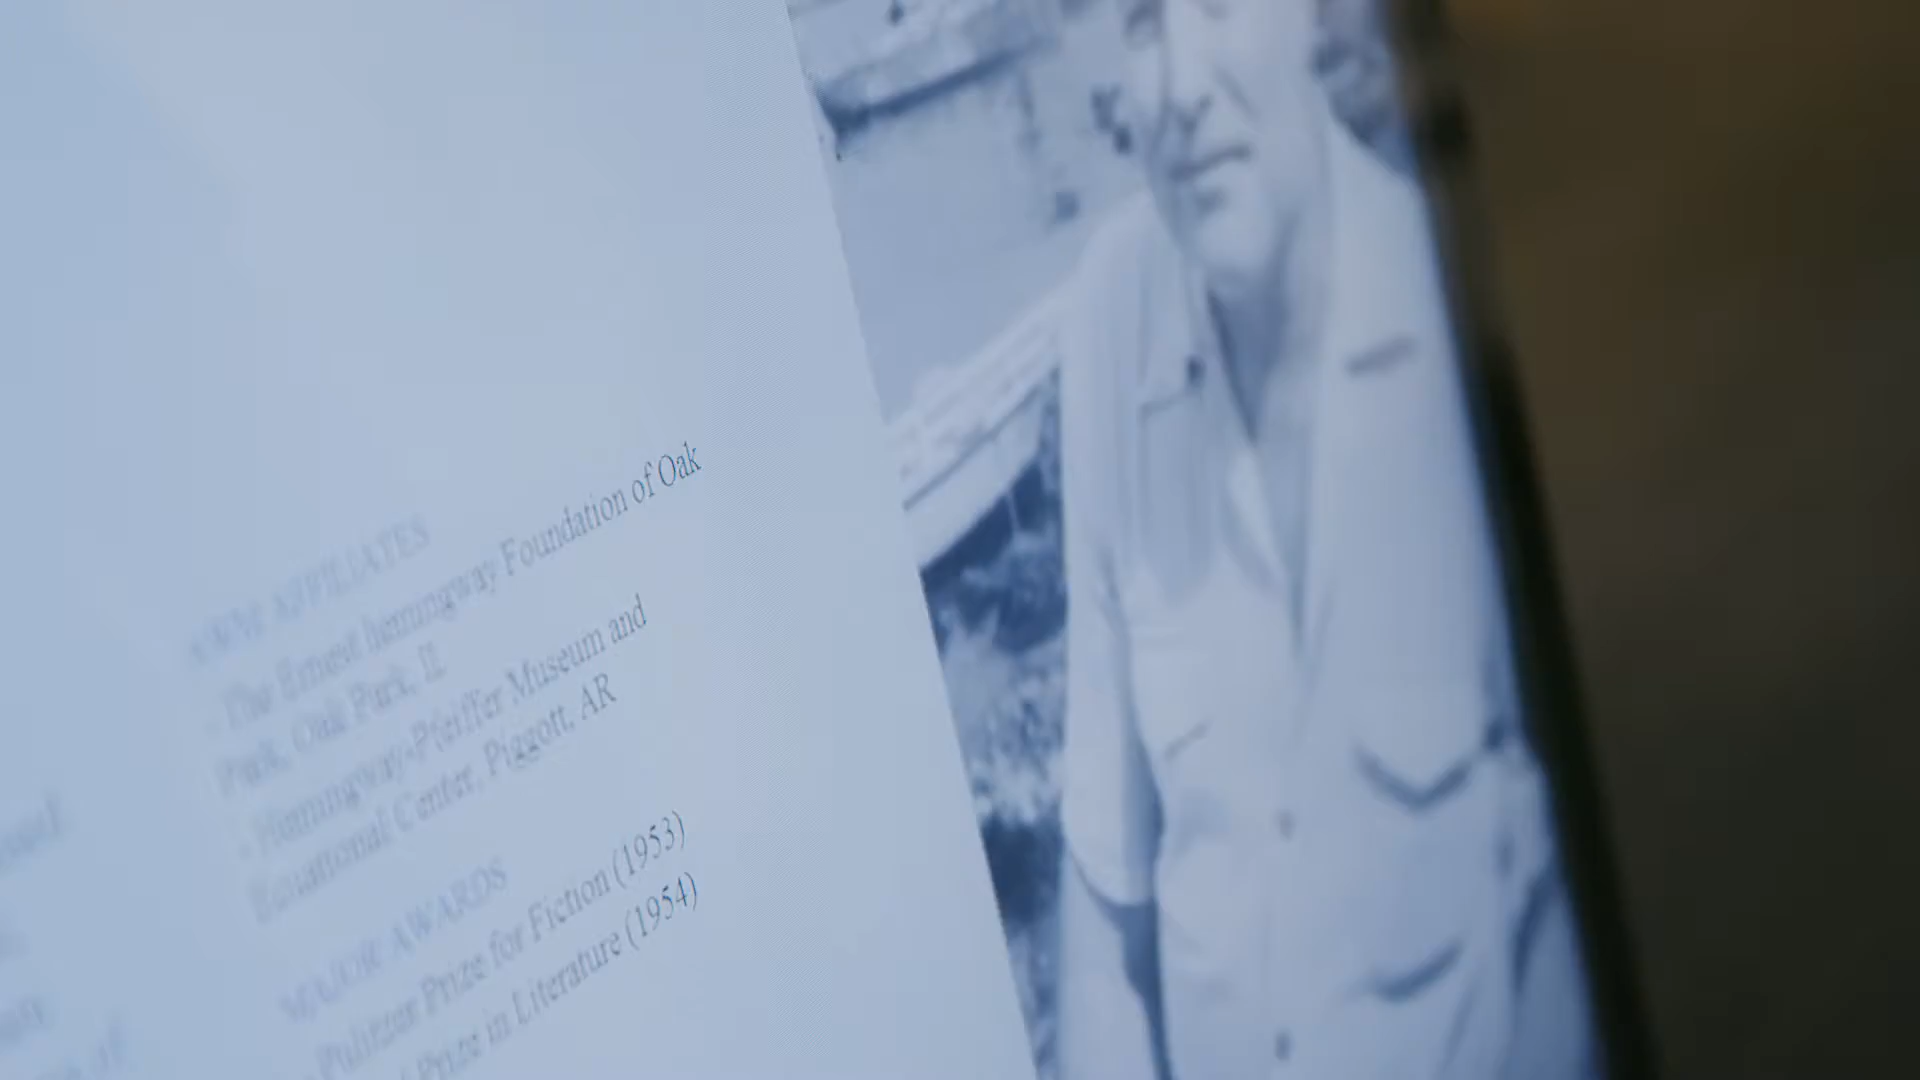 AFFILIATES
- The Ernest hemingway Foundation of Oak
Park, Oak Park, IL
- Hemingway-Pfeiffer Museum and
Educational Center, Piggott, AR
MAJOR AWARDS
- Pulitzer Prize for Fiction (1953)
Prize in Literature (1954)
of